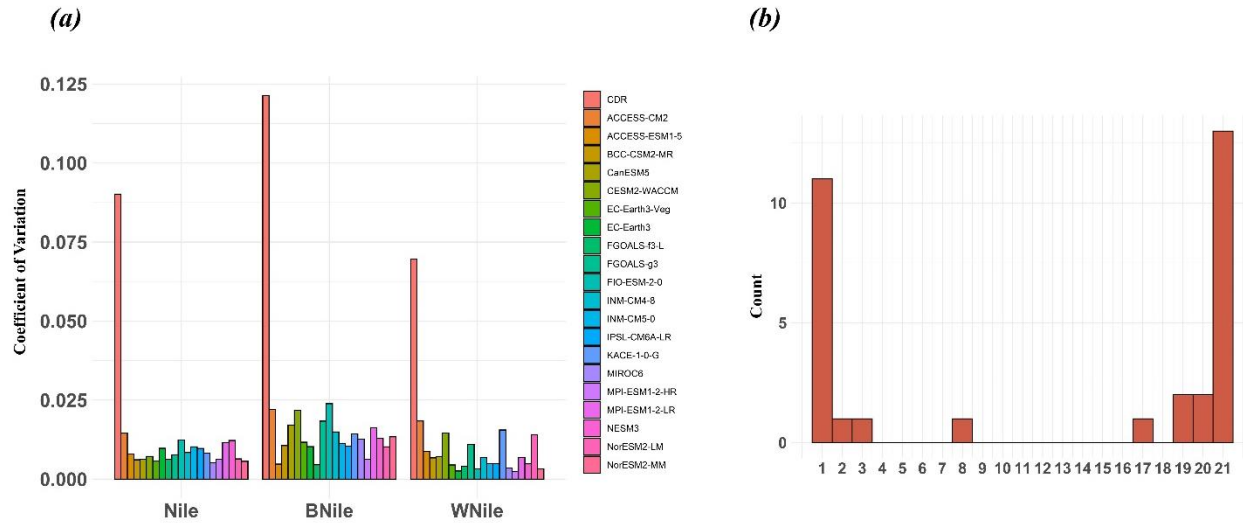 (a)
(b)
Coefficient of Variation
0.125
0.100
0.075
0.050
0.025
0.000
Nile BNile WNile
CDR
ACCESS-CM2
ACCESS-ESM1-5
BCC-CSM2-MR
CanESM5
CESM2-WACCM
EC-Earth3-Veg
EC-Earth3
FGOALS-f3-L
FGOALS-g3
FIO-ESM-2-0
INM-CM4-8
INM-CM5-0
IPSL-CM6A-LR
KACE-1-0-G
MIROC6
MPI-ESM1-2-HR
MPI-ESM1-2-LR
NESM3
NorESM2-LM
NorESM2-MM
Count
10
5
0
1 2 3 4 5 6 7 8 9 10 11 12 13 14 15 16 17 18 19 20 21